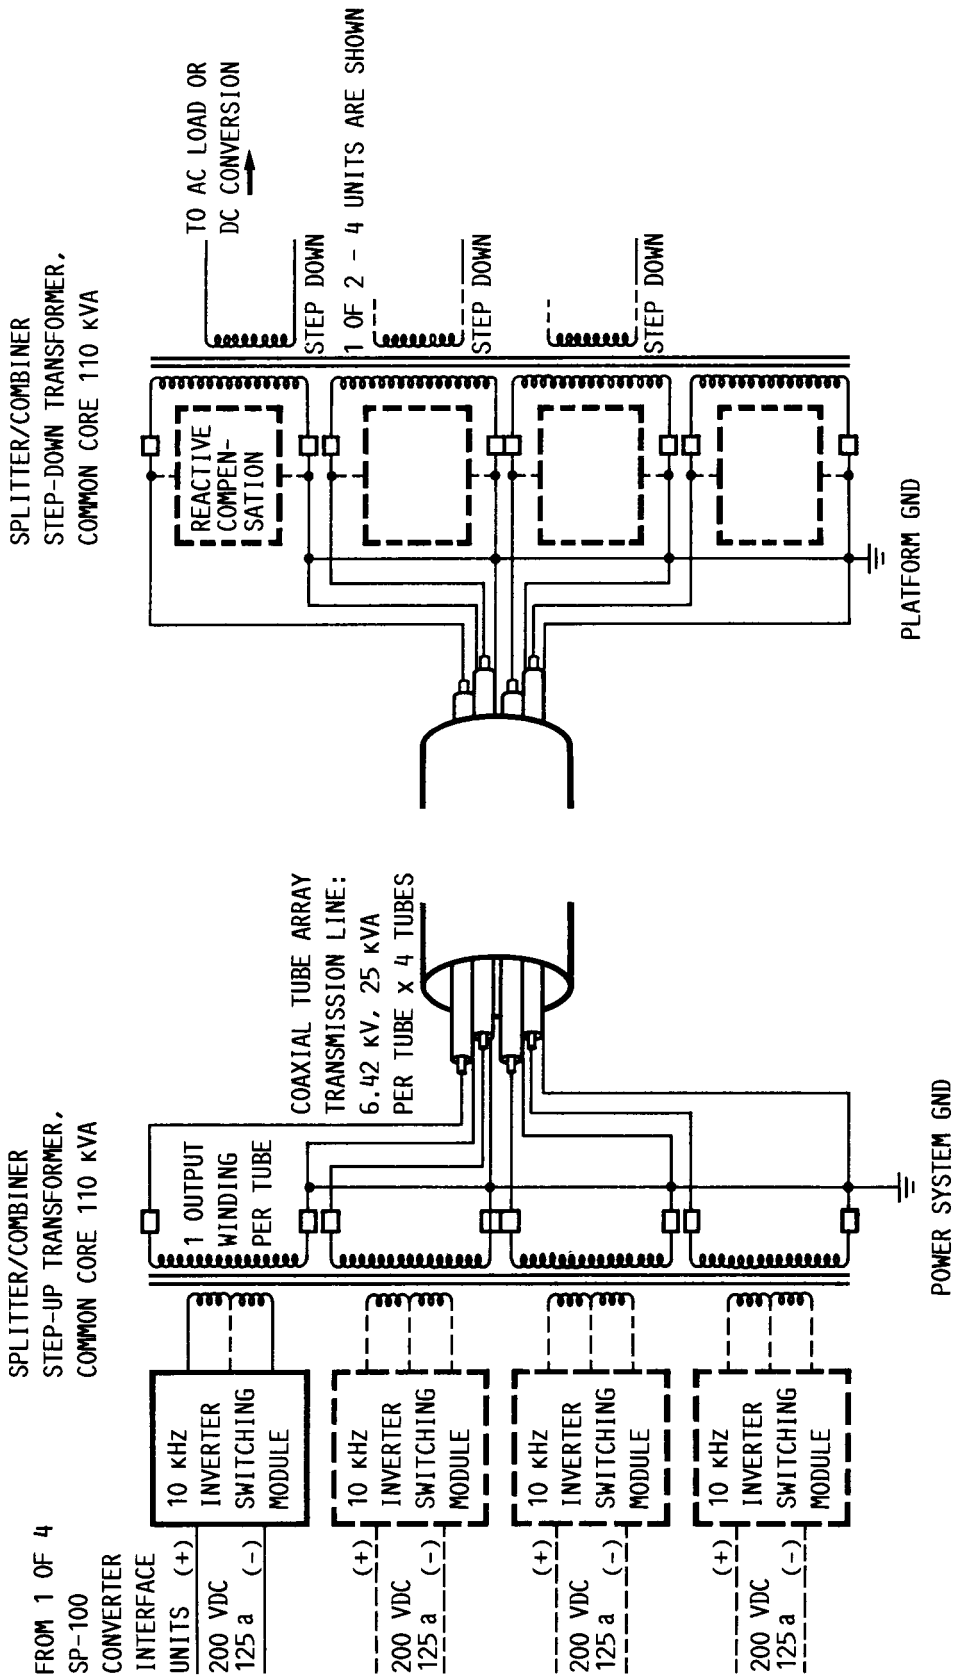 FROM 1 OF 4
SP-100
CONVERTER
INTERFACE
UNITS
(+)
200 VDC
125 a
(-)
10 KHZ
INVERTER
SWITCHING
MODULE
(+)
200 VDC
125 a
(-)
10 KHZ
INVERTER
SWITCHING
MODULE
(+)
200 VDC
125 a
(-)
10 KHZ
INVERTER
SWITCHING
MODULE
(+)
200 VDC
125 a
(-)
10 KHZ
INVERTER
SWITCHING
MODULE
SPLITTER/COMBINER
STEP-UP TRANSFORMER,
COMMON CORE 110 KVA
1 OUTPUT
WINDING
PER TUBE
POWER SYSTEM GND
COAXIAL TUBE ARRAY
TRANSMISSION LINE:
6.42 KV, 25 KVA
PER TUBE X 4 TUBES
SPLITTER/COMBINER
STEP-DOWN TRANSFORMER,
COMMON CORE 110 KVA
REACTIVE
COMPEN-
SATION
PLATFORM GND
TO AC LOAD OR
DC CONVERSION
STEP DOWN
1 OF 2 - 4 UNITS ARE SHOWN
STEP DOWN
STEP DOWN